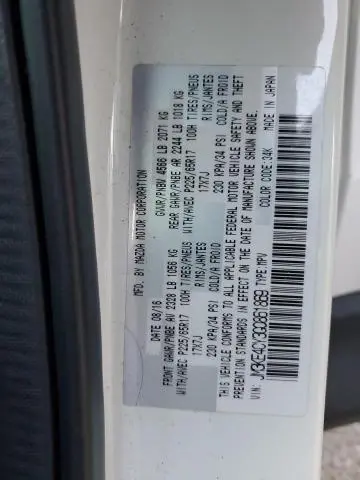 MFD. BY MAZDA MOTOR CORPORATION
DATE 08/16 GVWR/PNBV 4566 LB 2071 KG
FRONT GAWR/PNBE AV 2328 LB 1056 KG REAR GAWR/PNBE AR 2244 LB 1018 KG
WITH/AVEC P225/65R17 100H TIRES/PNEUS WITH/AVEC P225/65R17 100H TIRES/PNEUS
17X7J RIMS/JANTES 17X7J RIMS/JANTES
230 KPA/34 PSI COLD/A FROID 230 KPA/34 PSI COLD/A FROID
THIS VEHICLE CONFORMS TO ALL APPLICABLE FEDERAL MOTOR VEHICLE SAFETY AND THEFT
PREVENTION STANDARDS IN EFFECT ON THE DATE OF MANUFACTURE SHOWN ABOVE.
VIN: TYPE:MPV COLOR CODE:34K MADE IN JAPAN